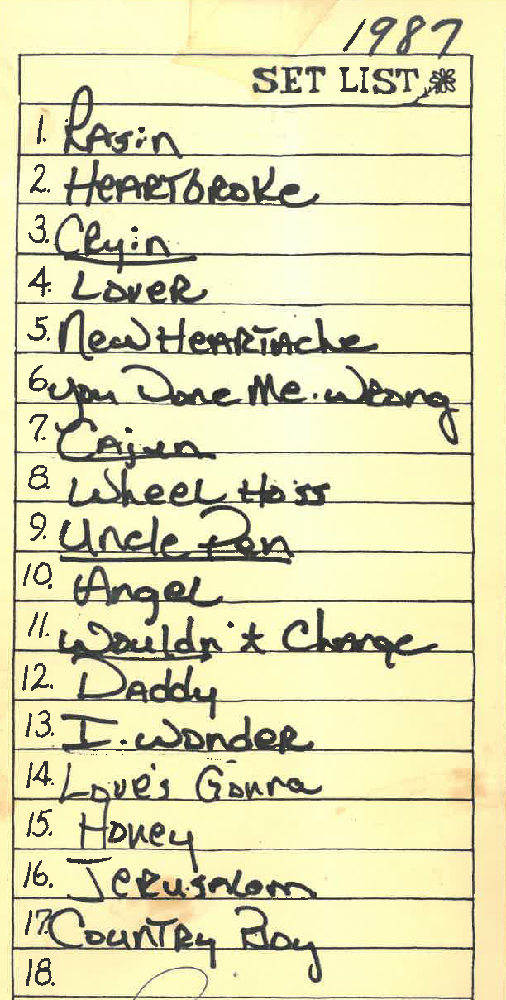 1987
SET LIST
1. RASin
2. HeARTbRoKe
3. CRyin
4. LoveR
5. New HeARTAche
6 you Done Me. Wrong
7. CAjun
8. Wheel Hoss
9. Uncle Pen
10. Angel
11. Wouldn't Change
12. DAddy
13. I. WondeR
14. Love's Gonna
15. Honey
16. JeRusAlem
17. CounTRy Boy
18.